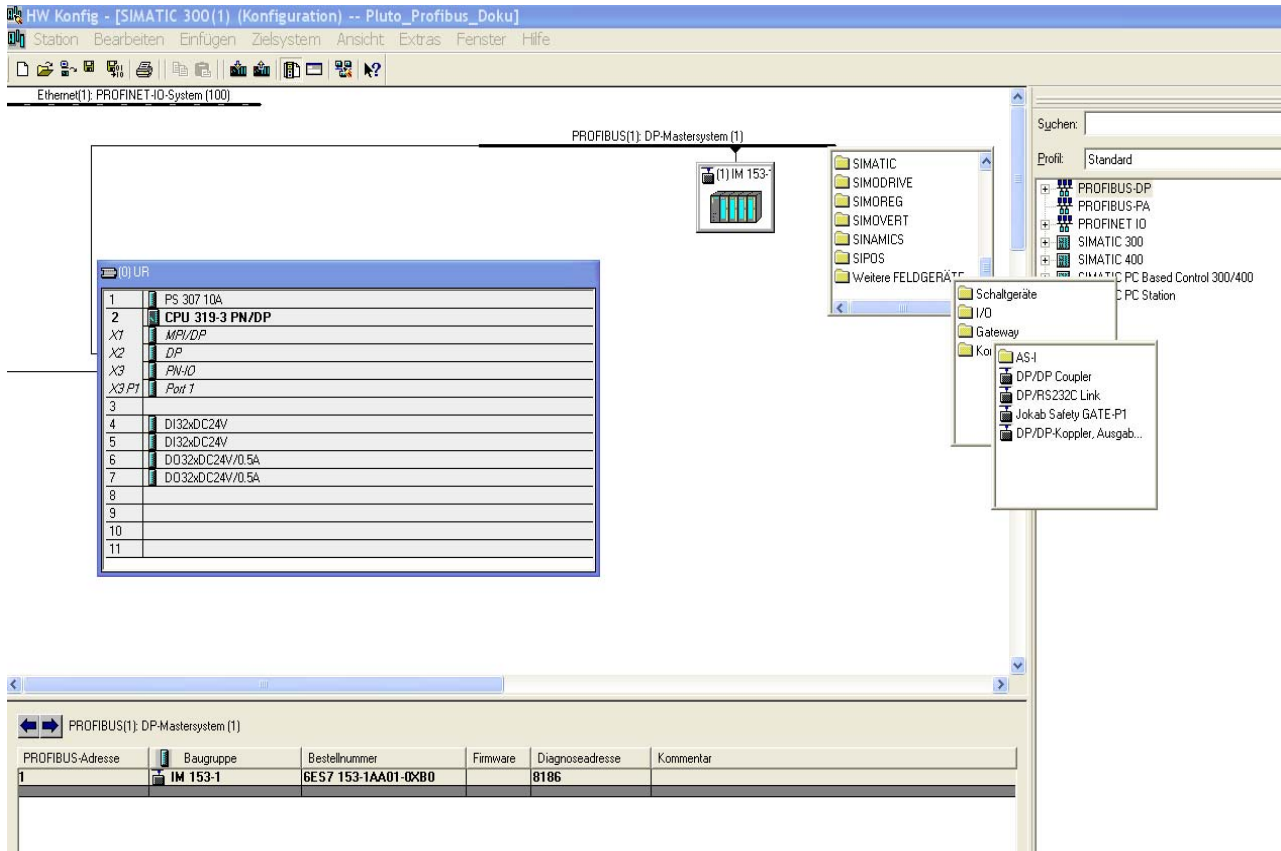 HW Konfig - [SIMATIC 300(1) (Konfiguration) -- Pluto_Profibus_Doku]
Station Bearbeiten Einfügen Zielsystem Ansicht Extras Fenster Hilfe
Ethernet(1): PROFINET-IO-System (100)
PROFIBUS(1): DP-Mastersystem (1)
(1) IM 153-
SIMATIC
SIMODRIVE
SIMOREG
SIMOVERT
SINAMICS
SIPOS
Weitere FELDGERÄTE
Schaltgeräte
I/O
Gateway
AS-I
DP/DP Coupler
DP/RS232C Link
Jokab Safety GATE-P1
DP/DP-Koppler, Ausgab...
Suchen:
Profil: Standard
PROFIBUS-DP
PROFIBUS-PA
PROFINET IO
SIMATIC 300
SIMATIC 400
SIMATIC PC Based Control 300/400
PC Station
(0) UR
1 PS 307 10A
2 CPU 319-3 PN/DP
X1 MPI/DP
X2 DP
X3 PN-IO
X3 P1 Port 1
3
4 DI32xDC24V
5 DI32xDC24V
6 DO32xDC24V/0.5A
7 DO32xDC24V/0.5A
8
9
10
11
PROFIBUS(1): DP-Mastersystem (1)
PROFIBUS-Adresse Baugruppe Bestellnummer Firmware Diagnoseadresse Kommentar
1 IM 153-1 6ES7 153-1AA01-0XB0 8186